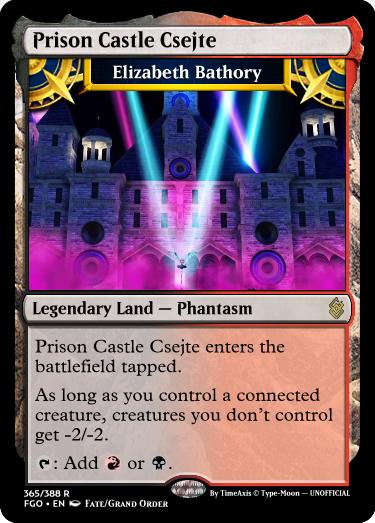 Prison Castle Csejte
Elizabeth Bathory
Legendary Land — Phantasm
Prison Castle Csejte enters the
battlefield tapped.
As long as you control a connected
creature, creatures you don't control
get -2/-2.
: Add or .
365/388 R
FGO • EN Fate/Grand Order
By TimeAxis © Type-Moon — UNOFFICIAL